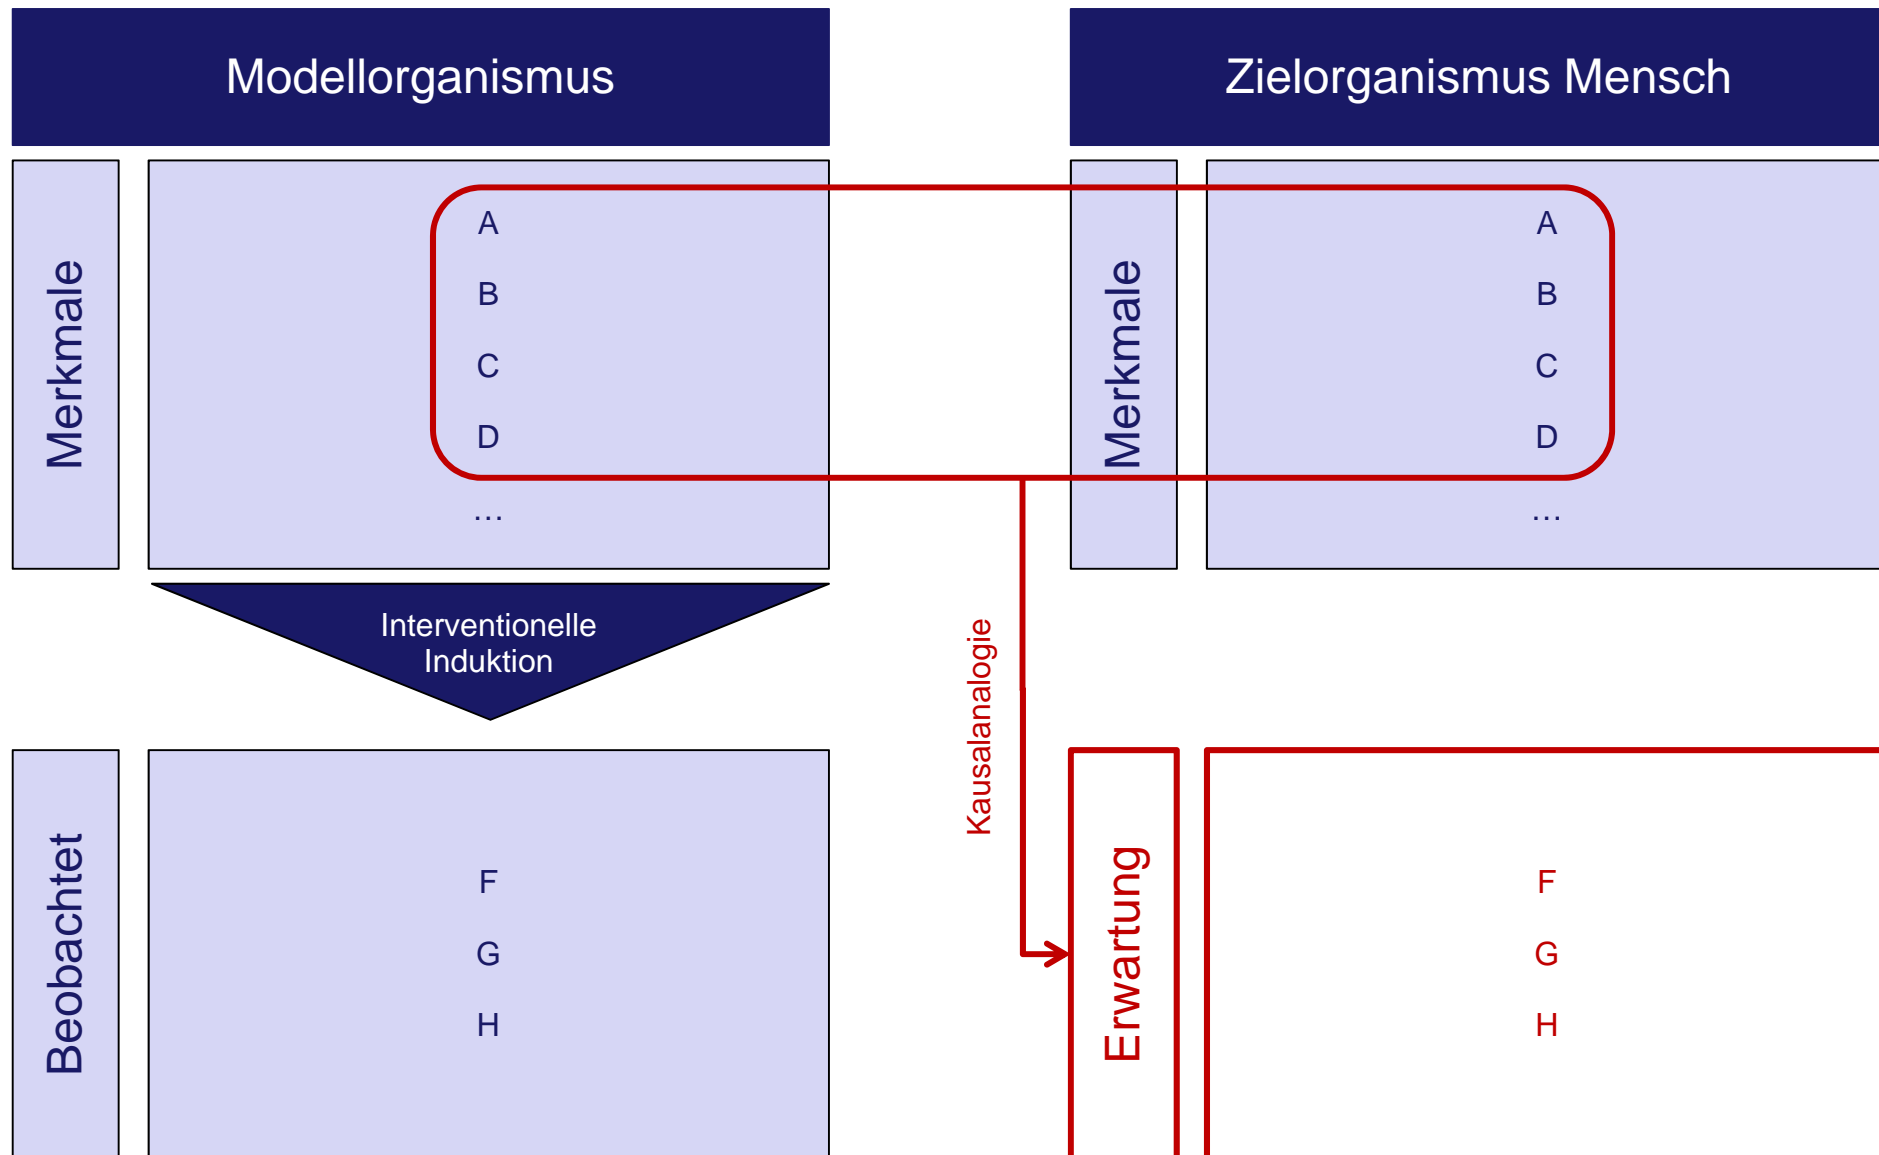 Modellorganismus
Zielorganismus Mensch
Merkmale
A
B
C
D
...
Merkmale
A
B
C
D
...
Interventionelle
Induktion
Kausalanalogie
Beobachtet
F
G
H
Erwartung
F
G
H